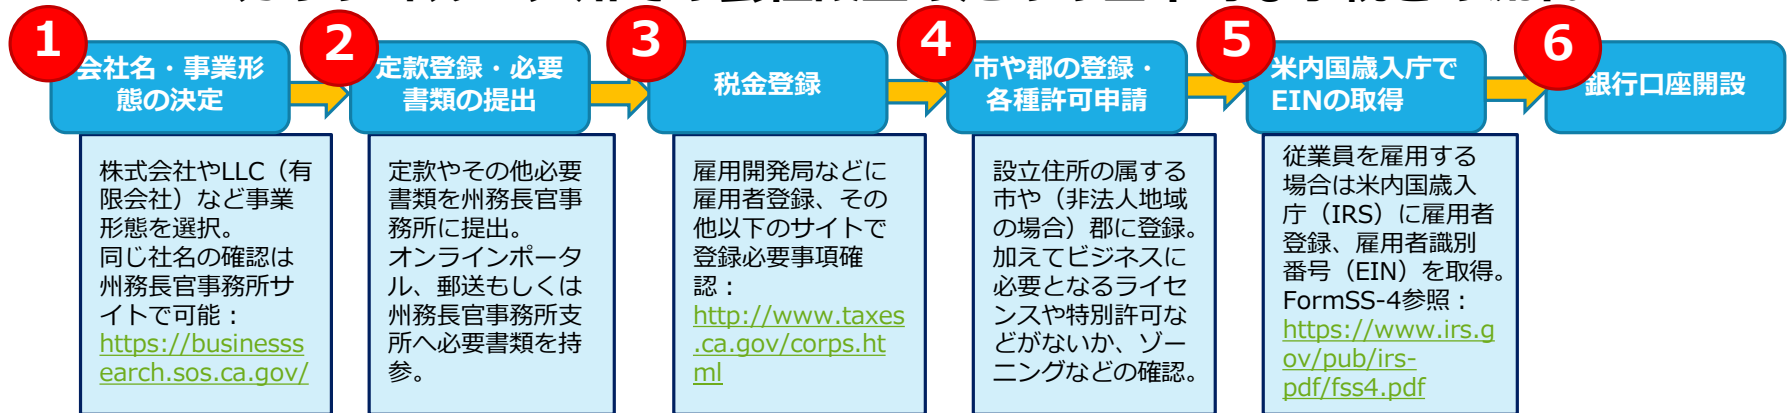 1
会社名・事業形
態の決定
2
定款登録・必要
書類の提出
3
税金登録
4
市や郡の登録・
各種許可申請
5
米内国歳入庁で
EINの取得
6
銀行口座開設
株式会社やLLC（有
限会社）など事業
形態を選択。
同じ社名の確認は
州務長官事務所サ
イトで可能：
https://businesss
earch.sos.ca.gov/
定款やその他必要
書類を州務長官事
務所に提出。
オンラインポータ
ル、郵送もしくは
州務長官事務所支
所へ必要書類を持
参。
雇用開発局などに
雇用者登録、その
他以下のサイトで
登録必要事項確
認：
http://www.taxes
.ca.gov/corps.ht
ml
設立住所の属する
市や（非法人地域
の場合）郡に登録。
加えてビジネスに
必要となるライセ
ンスや特別許可な
どがないか、ゾー
ニングなどの確認。
従業員を雇用する
場合は米内国歳入
庁（IRS）に雇用者
登録、雇用者識別
番号（EIN）を取得。
FormSS-4参照：
https://www.irs.g
ov/pub/irs-
pdf/fss4.pdf